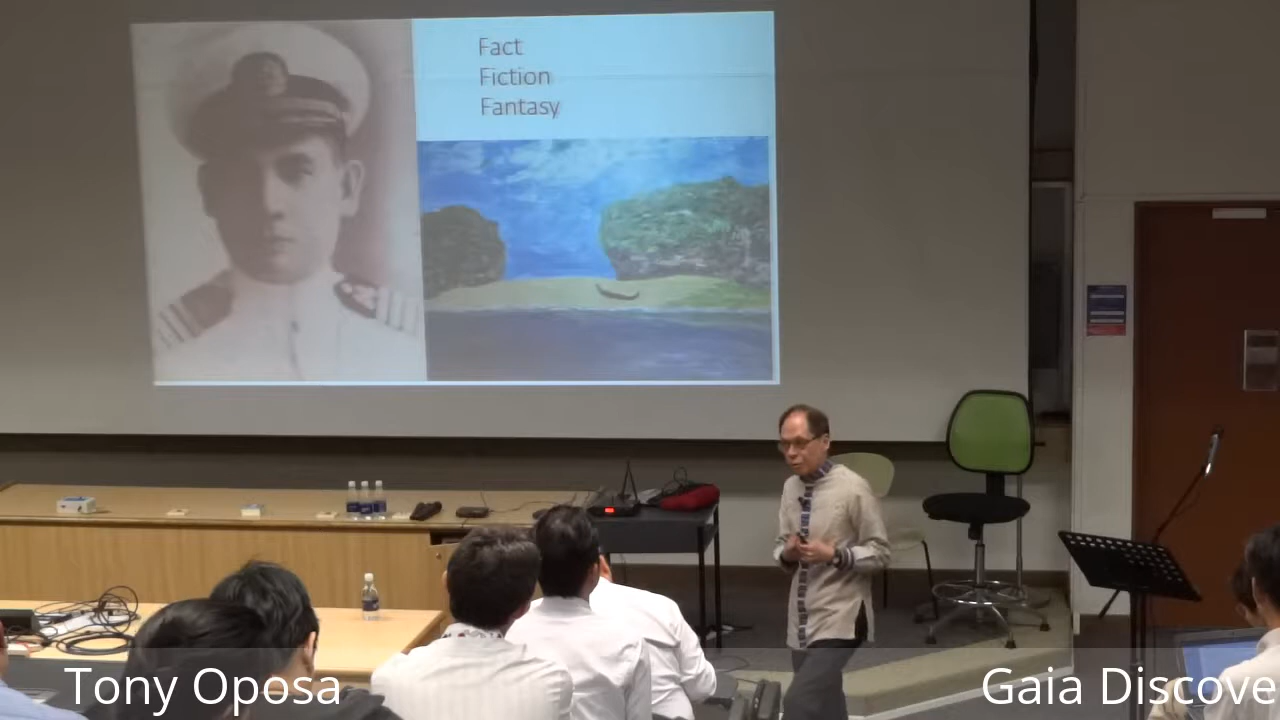 Fact
Fiction
Fantasy
Tony Oposa
Gaia Discove